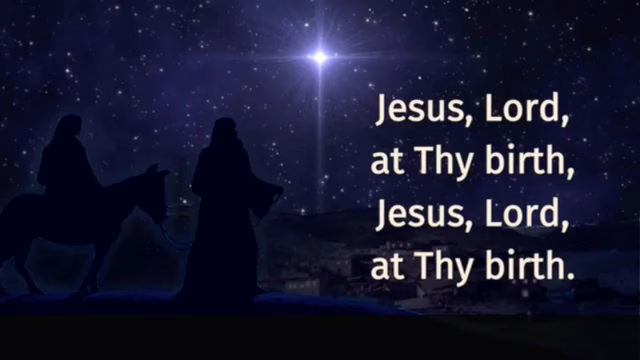 Jesus, Lord,
at Thy birth,
Jesus, Lord,
at Thy birth.